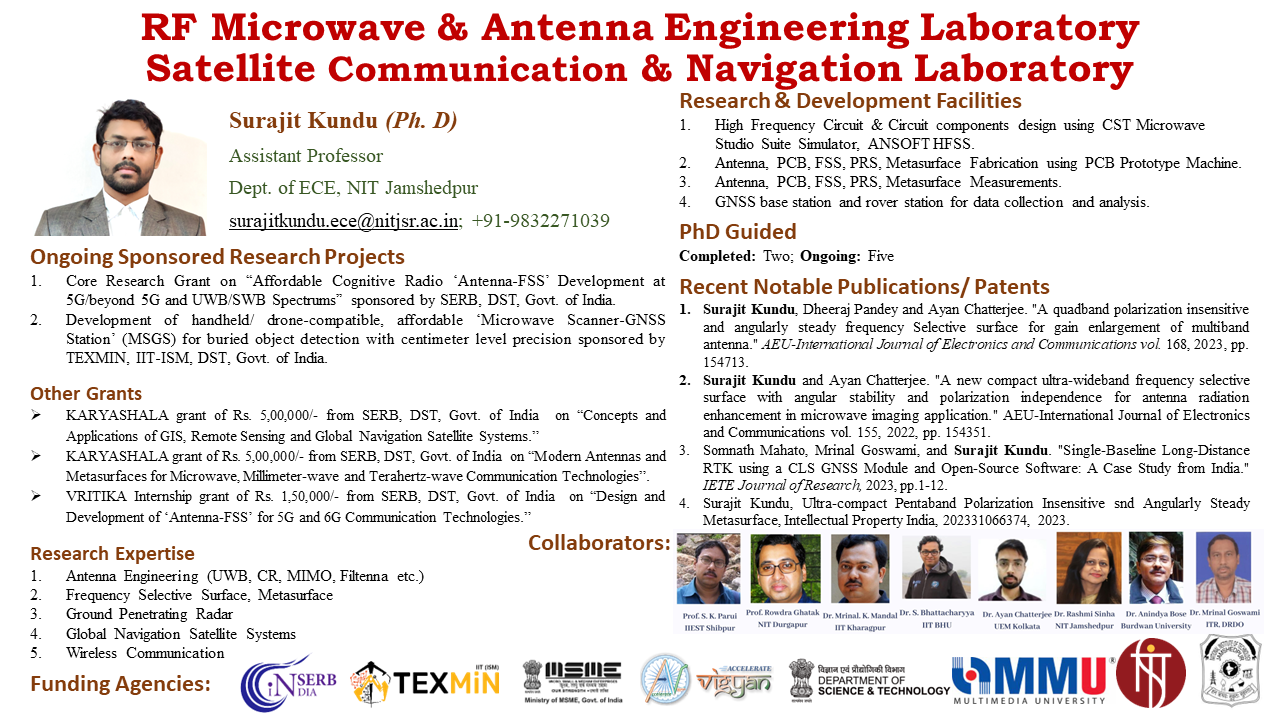 RF Microwave & Antenna Engineering Laboratory
Satellite Communication & Navigation Laboratory
Surajit Kundu (Ph. D)
Assistant Professor
Dept. of ECE, NIT Jamshedpur
surajitkundu.ece@nitjsr.ac.in; +91-9832271039
Ongoing Sponsored Research Projects
1. Core Research Grant on “Affordable Cognitive Radio ‘Antenna-FSS’ Development at
5G/beyond 5G and UWB/SWB Spectrums” sponsored by SERB, DST, Govt. of India.
2. Development of handheld/ drone-compatible, affordable ‘Microwave Scanner-GNSS
Station’ (MSGS) for buried object detection with centimeter level precision sponsored by
TEXMIN, IIT-ISM, DST, Govt. of India.
Other Grants
➢ KARYASHALA grant of Rs. 5,00,000/- from SERB, DST, Govt. of India on “Concepts and
Applications of GIS, Remote Sensing and Global Navigation Satellite Systems.”
➢ KARYASHALA grant of Rs. 5,00,000/- from SERB, DST, Govt. of India on “Modern Antennas and
Metasurfaces for Microwave, Millimeter-wave and Terahertz-wave Communication Technologies”.
➢ VRITIKA Internship grant of Rs. 1,50,000/- from SERB, DST, Govt. of India on “Design and
Development of ‘Antenna-FSS’ for 5G and 6G Communication Technologies.”
Research Expertise
1. Antenna Engineering (UWB, CR, MIMO, Filtenna etc.)
2. Frequency Selective Surface, Metasurface
3. Ground Penetrating Radar
4. Global Navigation Satellite Systems
5. Wireless Communication
Research & Development Facilities
1. High Frequency Circuit & Circuit components design using CST Microwave
Studio Suite Simulator, ANSOFT HFSS.
2. Antenna, PCB, FSS, PRS, Metasurface Fabrication using PCB Prototype Machine.
3. Antenna, PCB, FSS, PRS, Metasurface Measurements.
4. GNSS base station and rover station for data collection and analysis.
PhD Guided
Completed: Two; Ongoing: Five
Recent Notable Publications/ Patents
1. Surajit Kundu, Dheeraj Pandey and Ayan Chatterjee. "A quadband polarization insensitive
and angularly steady frequency Selective surface for gain enlargement of multiband
antenna." AEU-International Journal of Electronics and Communications vol. 168, 2023, pp.
154713.
2. Surajit Kundu and Ayan Chatterjee. "A new compact ultra-wideband frequency selective
surface with angular stability and polarization independence for antenna radiation
enhancement in microwave imaging application." AEU-International Journal of Electronics
and Communications vol. 155, 2022, pp. 154351.
3. Somnath Mahato, Mrinal Goswami, and Surajit Kundu. "Single-Baseline Long-Distance
RTK using a CLS GNSS Module and Open-Source Software: A Case Study from India."
IETE Journal of Research, 2023, pp.1-12.
4. Surajit Kundu, Ultra-compact Pentaband Polarization Insensitive snd Angularly Steady
Metasurface, Intellectual Property India, 202331066374, 2023.
Collaborators:
Prof. S. K. Parui
IIEST Shibpur
Prof. Rowdra Ghatak
NIT Durgapur
Dr. Mrinal. K. Mandal
IIT Kharagpur
Dr. S. Bhattacharyya
IIT BHU
Dr. Ayan Chatterjee
UEM Kolkata
Dr. Rashmi Sinha
NIT Jamshedpur
Dr. Anindya Bose
Burdwan University
Dr. Mrinal Goswami
ITR, DRDO
Funding Agencies:
SERB
INDIA
IIT (ISM)
TEXMiN
MSME
Ministry of MSME, Govt. of India
ACCELERATE
vigyan
विज्ञान एवं प्रौद्योगिकी विभाग
DEPARTMENT OF
SCIENCE & TECHNOLOGY
MMU
MULTIMEDIA UNIVERSITY